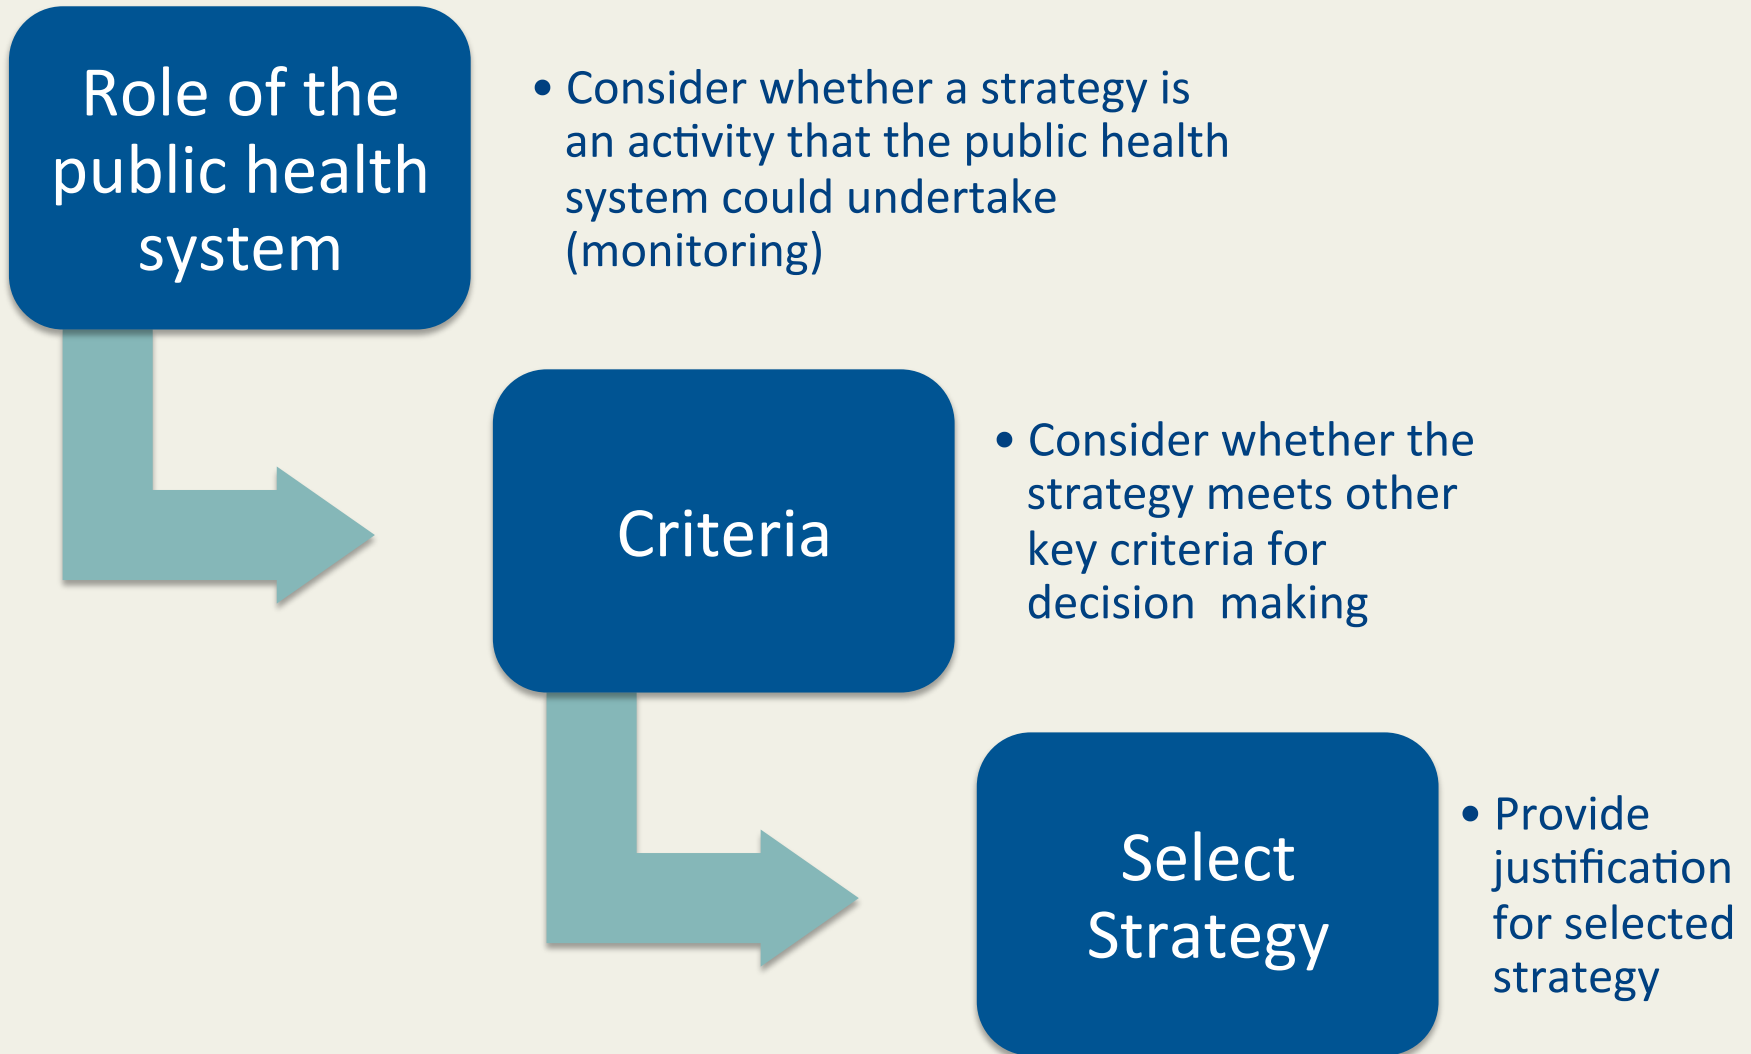 Role of the
public health
system
• Consider whether a strategy is
an activity that the public health
system could undertake
(monitoring)
Criteria
• Consider whether the
strategy meets other
key criteria for
decision  making
Select
Strategy
• Provide
justification
for selected
strategy